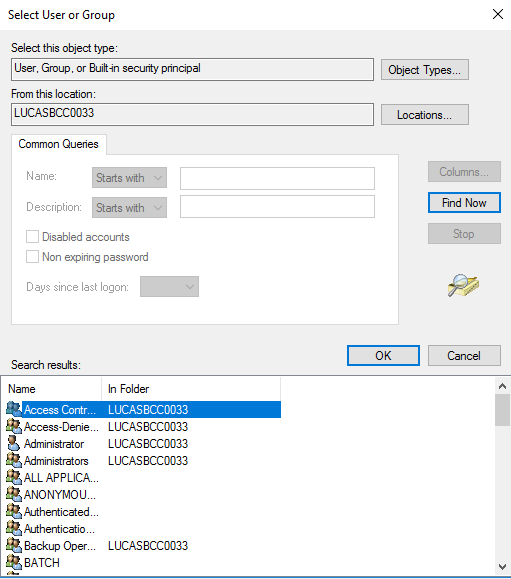 Select User or Group
Select this object type:
User, Group, or Built-in security principal
Object Types...
From this location:
LUCASBCC0033
Locations...
Common Queries
Name:
Starts with
Columns...
Description:
Starts with
Find Now
Disabled accounts
Stop
Non expiring password
Days since last logon:
OK
Cancel
Search results:
Name In Folder
Access Contr... LUCASBCC0033
Access-Denie... LUCASBCC0033
Administrator LUCASBCC0033
Administrators LUCASBCC0033
ALL APPLICA...
ANONYMOU...
Authenticated...
Authenticatio...
Backup Oper... LUCASBCC0033
BATCH